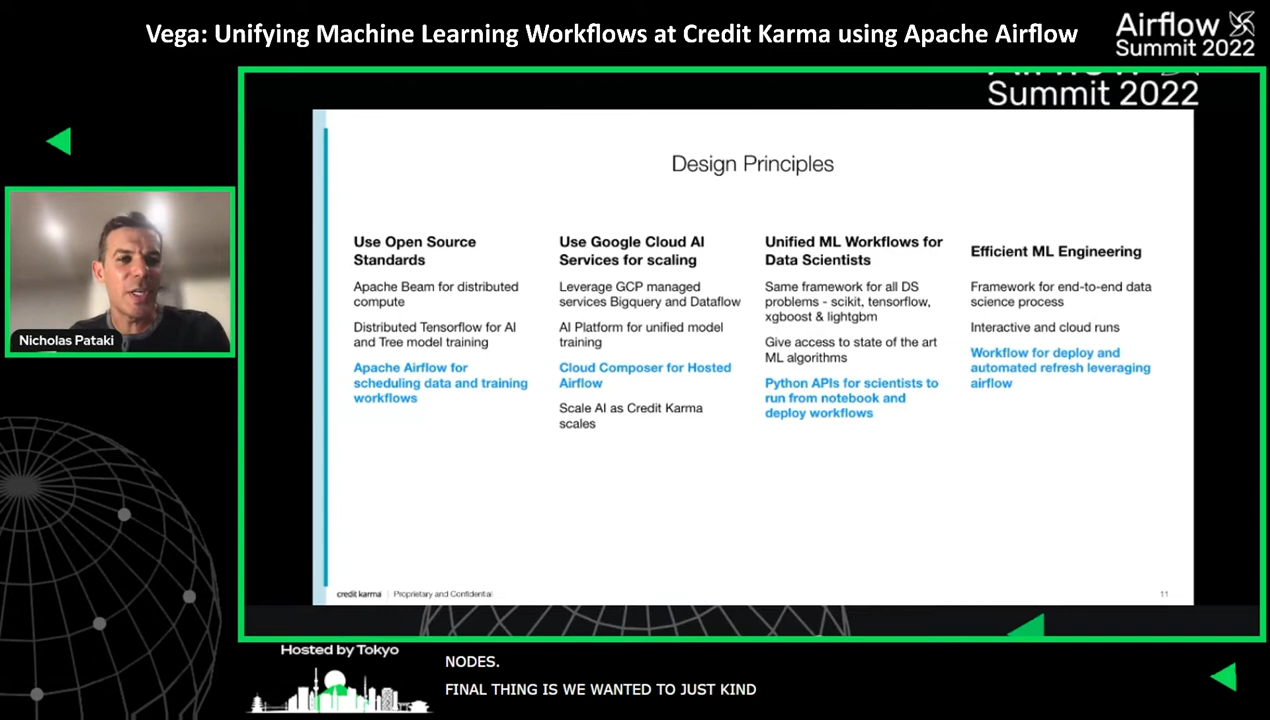 Vega: Unifying Machine Learning Workflows at Credit Karma using Apache Airflow
Airflow
Summit 2022
Summit 2022
Nicholas Pataki
Design Principles
Use Open Source
Standards
Apache Beam for distributed
compute
Distributed Tensorflow for AI
and Tree model training
Apache Airflow for
scheduling data and training
workflows
Use Google Cloud AI
Services for scaling
Leverage GCP managed
services Bigquery and Dataflow
AI Platform for unified model
training
Cloud Composer for Hosted
Airflow
Scale AI as Credit Karma
scales
Unified ML Workflows for
Data Scientists
Same framework for all DS
problems - scikit, tensorflow,
xgboost & lightgbm
Give access to state of the art
ML algorithms
Python APIs for scientists to
run from notebook and
deploy workflows
Efficient ML Engineering
Framework for end-to-end data
science process
Interactive and cloud runs
Workflow for deploy and
automated refresh leveraging
airflow
credit karma | Proprietary and Confidential
11
Hosted by Tokyo
NODES.
FINAL THING IS WE WANTED TO JUST KIND